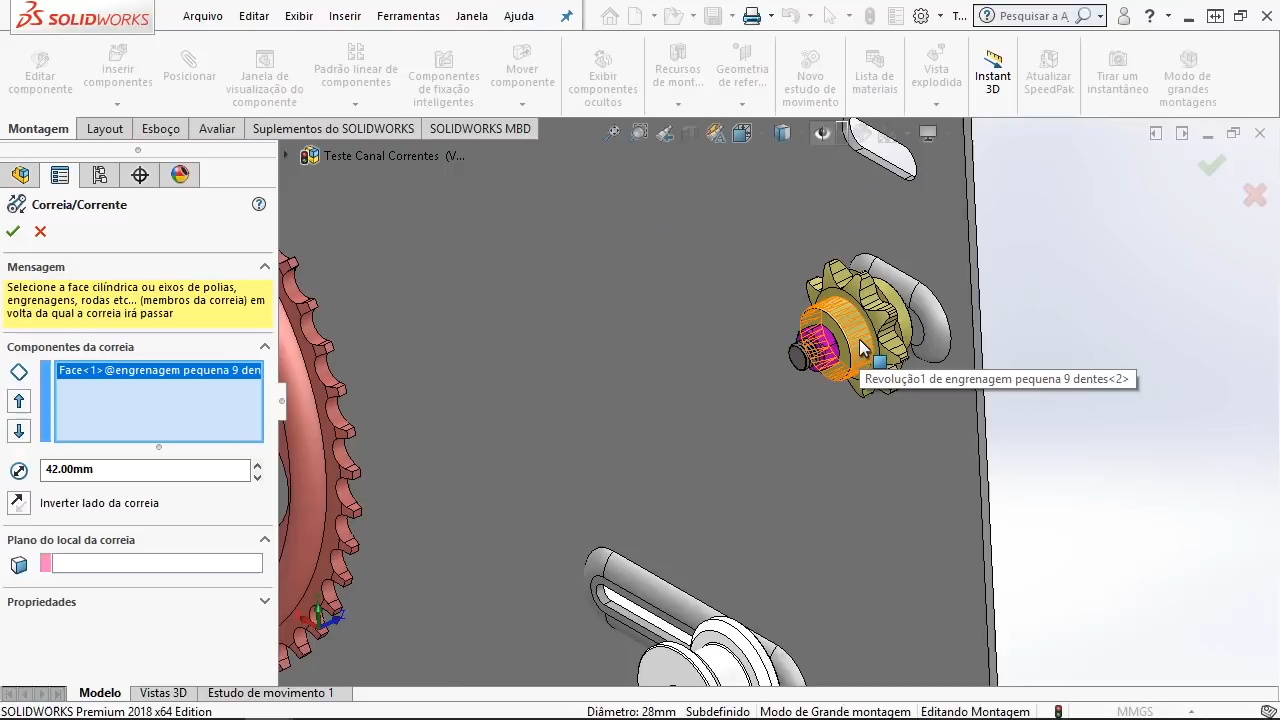 SOLIDWORKS
Arquivo Editar Exibir Inserir Ferramentas Janela Ajuda
T...
Pesquisar a A
Editar componente
Inserir componentes
Posicionar
Janela de visualização do componente
Padrão linear de componentes
Componentes de fixação inteligentes
Mover componente
Exibir componentes ocultos
Recursos de mont...
Geometria de refer...
Novo estudo de movimento
Lista de materiais
Vista explodida
Instant 3D
Atualizar SpeedPak
Tirar um instantâneo
Modo de grandes montagens
Montagem Layout Esboço Avaliar Suplementos do SOLIDWORKS SOLIDWORKS MBD
Teste Canal Correntes (V...
Correia/Corrente
Mensagem
Selecione a face cilíndrica ou eixos de polias,
engrenagens, rodas etc... (membros da correia) em
volta da qual a correia irá passar
Componentes da correia
Face<1>@engrenagem pequena 9 den
42.00mm
Inverter lado da correia
Plano do local da correia
Propriedades
Revolução1 de engrenagem pequena 9 dentes<2>
Modelo Vistas 3D Estudo de movimento 1
SOLIDWORKS Premium 2018 x64 Edition
Diâmetro: 28mm Subdefinido Modo de Grande montagem Editando Montagem MMGS